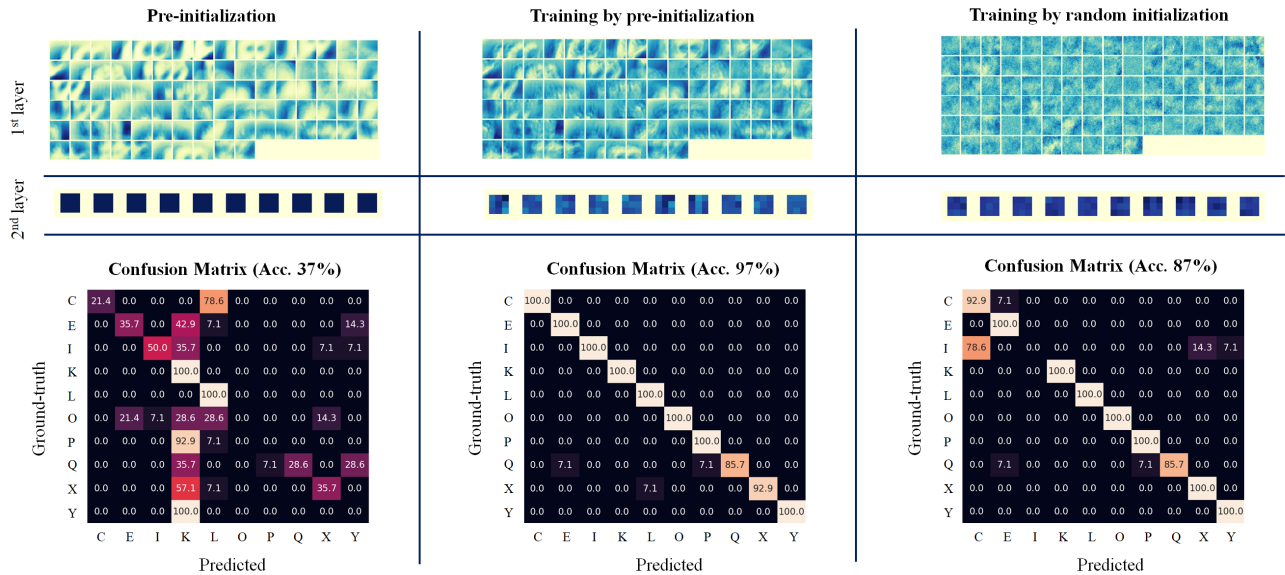 Pre-initialization
Training by pre-initialization
Training by random initialization
1st layer
2nd layer
Confusion Matrix (Acc. 37%)
Ground-truth
C 21.4 0.0 0.0 0.0 78.6 0.0 0.0 0.0 0.0 0.0
E 0.0 35.7 0.0 42.9 7.1 0.0 0.0 0.0 0.0 14.3
I 0.0 0.0 50.0 35.7 0.0 0.0 0.0 0.0 7.1 7.1
K 0.0 0.0 0.0 100.0 0.0 0.0 0.0 0.0 0.0 0.0
L 0.0 0.0 0.0 0.0 100.0 0.0 0.0 0.0 0.0 0.0
O 0.0 21.4 7.1 28.6 28.6 0.0 0.0 0.0 14.3 0.0
P 0.0 0.0 0.0 92.9 7.1 0.0 0.0 0.0 0.0 0.0
Q 0.0 0.0 0.0 35.7 0.0 0.0 7.1 28.6 0.0 28.6
X 0.0 0.0 0.0 57.1 7.1 0.0 0.0 0.0 35.7 0.0
Y 0.0 0.0 0.0 100.0 0.0 0.0 0.0 0.0 0.0 0.0
C E I K L O P Q X Y
Predicted
Confusion Matrix (Acc. 97%)
Ground-truth
C 100.0 0.0 0.0 0.0 0.0 0.0 0.0 0.0 0.0 0.0
E 0.0 100.0 0.0 0.0 0.0 0.0 0.0 0.0 0.0 0.0
I 0.0 0.0 100.0 0.0 0.0 0.0 0.0 0.0 0.0 0.0
K 0.0 0.0 0.0 100.0 0.0 0.0 0.0 0.0 0.0 0.0
L 0.0 0.0 0.0 0.0 100.0 0.0 0.0 0.0 0.0 0.0
O 0.0 0.0 0.0 0.0 0.0 100.0 0.0 0.0 0.0 0.0
P 0.0 0.0 0.0 0.0 0.0 0.0 100.0 0.0 0.0 0.0
Q 0.0 7.1 0.0 0.0 0.0 0.0 7.1 85.7 0.0 0.0
X 0.0 0.0 0.0 0.0 7.1 0.0 0.0 0.0 92.9 0.0
Y 0.0 0.0 0.0 0.0 0.0 0.0 0.0 0.0 0.0 100.0
C E I K L O P Q X Y
Predicted
Confusion Matrix (Acc. 87%)
Ground-truth
C 92.9 7.1 0.0 0.0 0.0 0.0 0.0 0.0 0.0 0.0
E 0.0 100.0 0.0 0.0 0.0 0.0 0.0 0.0 0.0 0.0
I 78.6 0.0 0.0 0.0 0.0 0.0 0.0 0.0 14.3 7.1
K 0.0 0.0 0.0 100.0 0.0 0.0 0.0 0.0 0.0 0.0
L 0.0 0.0 0.0 0.0 100.0 0.0 0.0 0.0 0.0 0.0
O 0.0 0.0 0.0 0.0 0.0 100.0 0.0 0.0 0.0 0.0
P 0.0 0.0 0.0 0.0 0.0 0.0 100.0 0.0 0.0 0.0
Q 0.0 7.1 0.0 0.0 0.0 0.0 7.1 85.7 0.0 0.0
X 0.0 0.0 0.0 0.0 0.0 0.0 0.0 0.0 100.0 0.0
Y 0.0 0.0 0.0 0.0 0.0 0.0 0.0 0.0 0.0 100.0
C E I K L O P Q X Y
Predicted